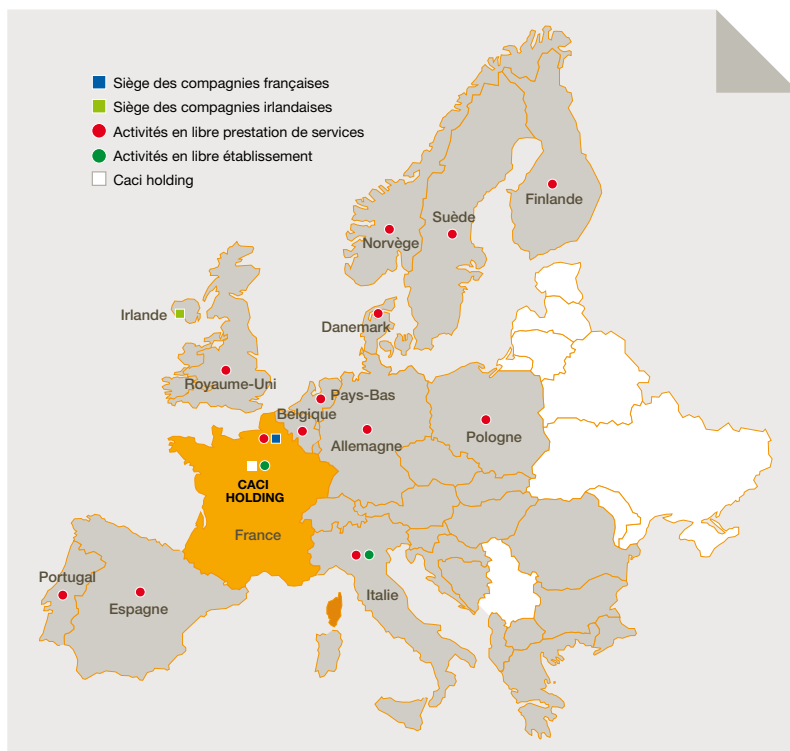 Siège des compagnies françaises
Siège des compagnies irlandaises
Activités en libre prestation de services
Activités en libre établissement
Caci holding
Finlande
Suède
Norvège
Irlande
Danemark
Royaume-Uni
Pays-Bas
Belgique
Allemagne
Pologne
CACI
HOLDING
France
Portugal
Espagne
Italie